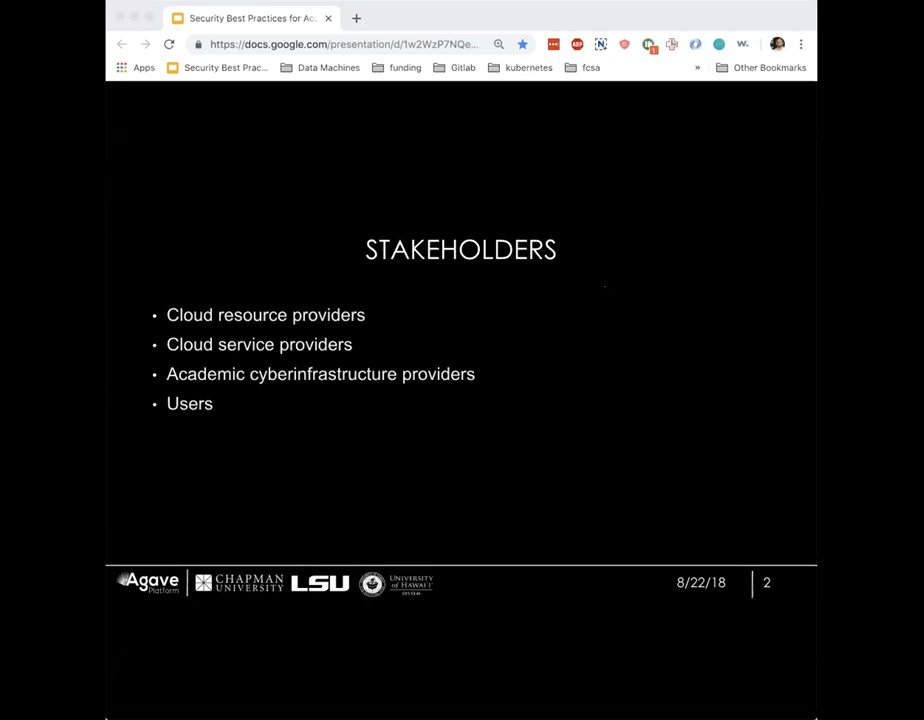 Security Best Practices for Ac
https://docs.google.com/presentation/d/1w2WzP7NQe...
Apps
Security Best Prac...
Data Machines
funding
Gitlab
kubernetes
fcsa
»
Other Bookmarks
STAKEHOLDERS
• Cloud resource providers
• Cloud service providers
• Academic cyberinfrastructure providers
• Users
Agave
Platform
CHAPMAN
UNIVERSITY
LSU
UNIVERSITY
of HAWAI'I
SYSTEM
8/22/18
2